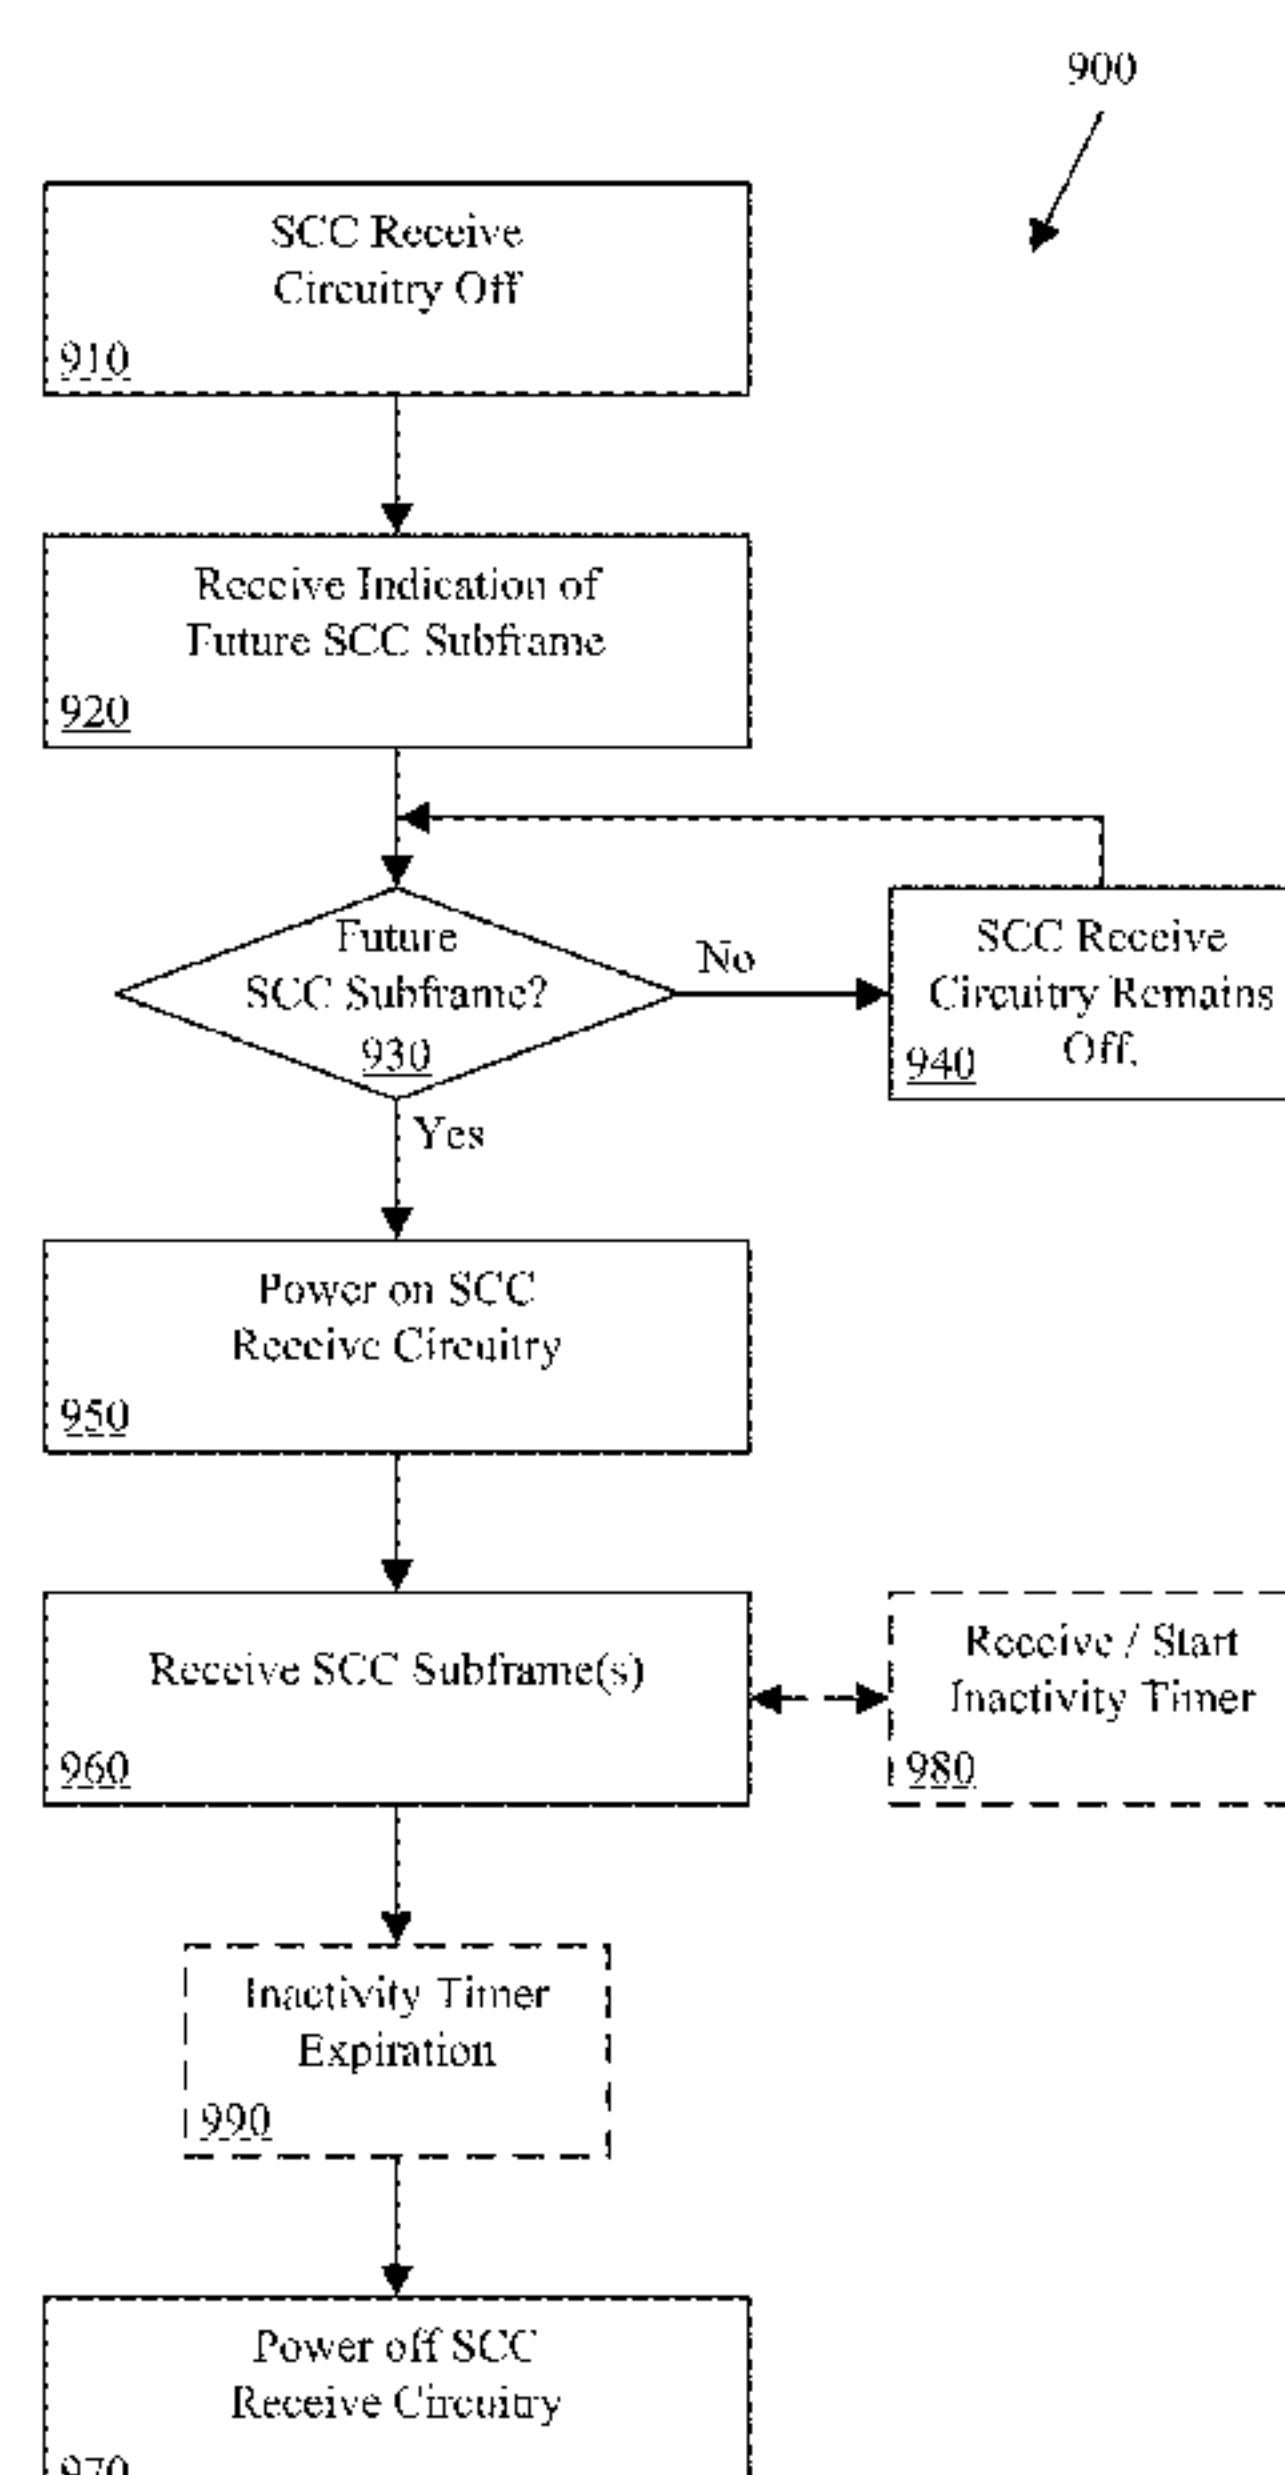 900
SCC Receive
Circuitry Off
910
Receive Indication of
Future SCC Subframe
920
Future
SCC Subframe?
930
No
SCC Receive
Circuitry Remains
Off.
940
Yes
Power on SCC
Receive Circuitry
950
Receive SCC Subframe(s)
960
Receive / Start
Inactivity Timer
980
Inactivity Timer
Expiration
990
Power off SCC
Receive Circuitry
970